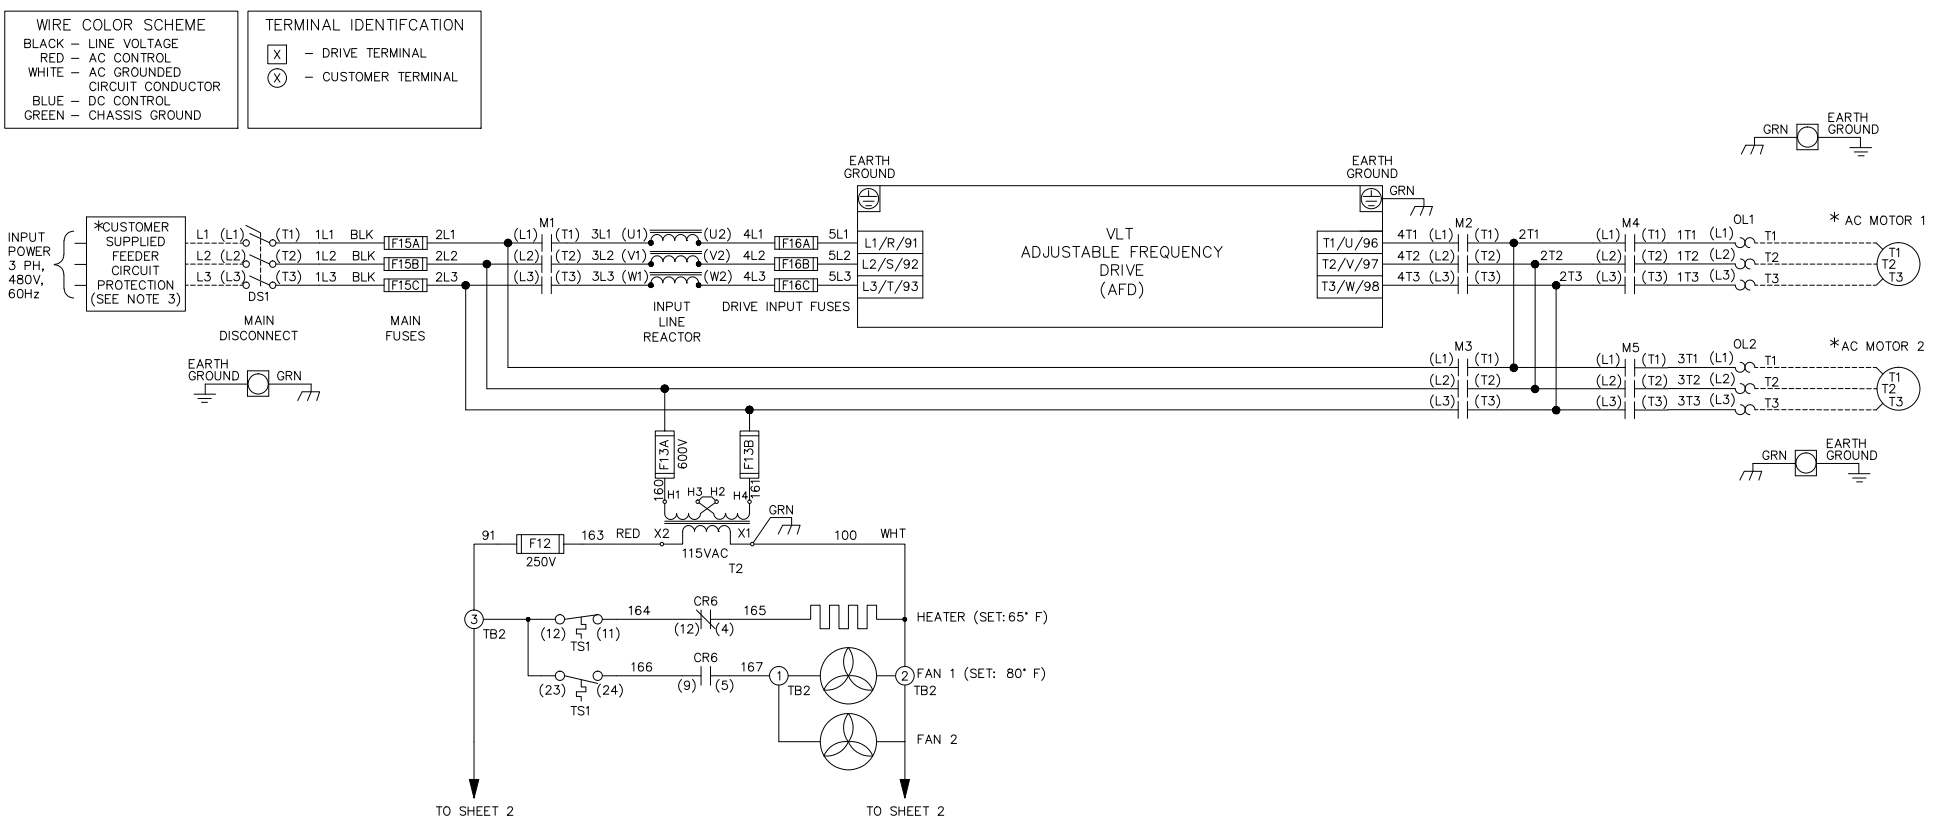 WIRE COLOR SCHEME
BLACK – LINE VOLTAGE
RED – AC CONTROL
WHITE – AC GROUNDED
CIRCUIT CONDUCTOR
BLUE – DC CONTROL
GREEN – CHASSIS GROUND
TERMINAL IDENTIFCATION
X – DRIVE TERMINAL
X – CUSTOMER TERMINAL
GRN
EARTH
GROUND
INPUT
POWER
3 PH,
480V,
60Hz
*CUSTOMER
SUPPLIED
FEEDER
CIRCUIT
PROTECTION
(SEE NOTE 3)
L1 (L1) (T1) 1L1 BLK F15A 2L1
L2 (L2) (T2) 1L2 BLK F15B 2L2
L3 (L3) (T3) 1L3 BLK F15C 2L3
DS1
MAIN
DISCONNECT
MAIN
FUSES
M1
(L1) (T1) 3L1 (U1) (U2) 4L1 F16A 5L1
(L2) (T2) 3L2 (V1) (V2) 4L2 F16B 5L2
(L3) (T3) 3L3 (W1) (W2) 4L3 F16C 5L3
INPUT
LINE
REACTOR
DRIVE INPUT FUSES
EARTH
GROUND
L1/R/91
L2/S/92
L3/T/93
VLT
ADJUSTABLE FREQUENCY
DRIVE
(AFD)
EARTH
GROUND
GRN
T1/U/96
T2/V/97
T3/W/98
M2 M4 OL1
4T1 (L1) (T1) 2T1 (L1) (T1) 1T1 (L1) T1
4T2 (L2) (T2) 2T2 (L2) (T2) 1T2 (L2) T2
4T3 (L3) (T3) 2T3 (L3) (T3) 1T3 (L3) T3
* AC MOTOR 1
T1
T2
T3
M3 M5 OL2
(L1) (T1) (L1) (T1) 3T1 (L1) T1
(L2) (T2) (L2) (T2) 3T2 (L2) T2
(L3) (T3) (L3) (T3) 3T3 (L3) T3
* AC MOTOR 2
T1
T2
T3
EARTH
GROUND
GRN
GRN
EARTH
GROUND
F13A
600V
F13B
160
161
H1 H3 H2 H4
GRN
91 F12 163 RED X2 X1 100 WHT
250V
115VAC
T2
3
TB2
(12) (11)
TS1
164
CR6
(12) (4)
165
HEATER (SET: 65° F)
(23) (24)
TS1
166
CR6
(9) (5)
167
1
TB2
2
TB2
FAN 1 (SET: 80° F)
FAN 2
TO SHEET 2
TO SHEET 2